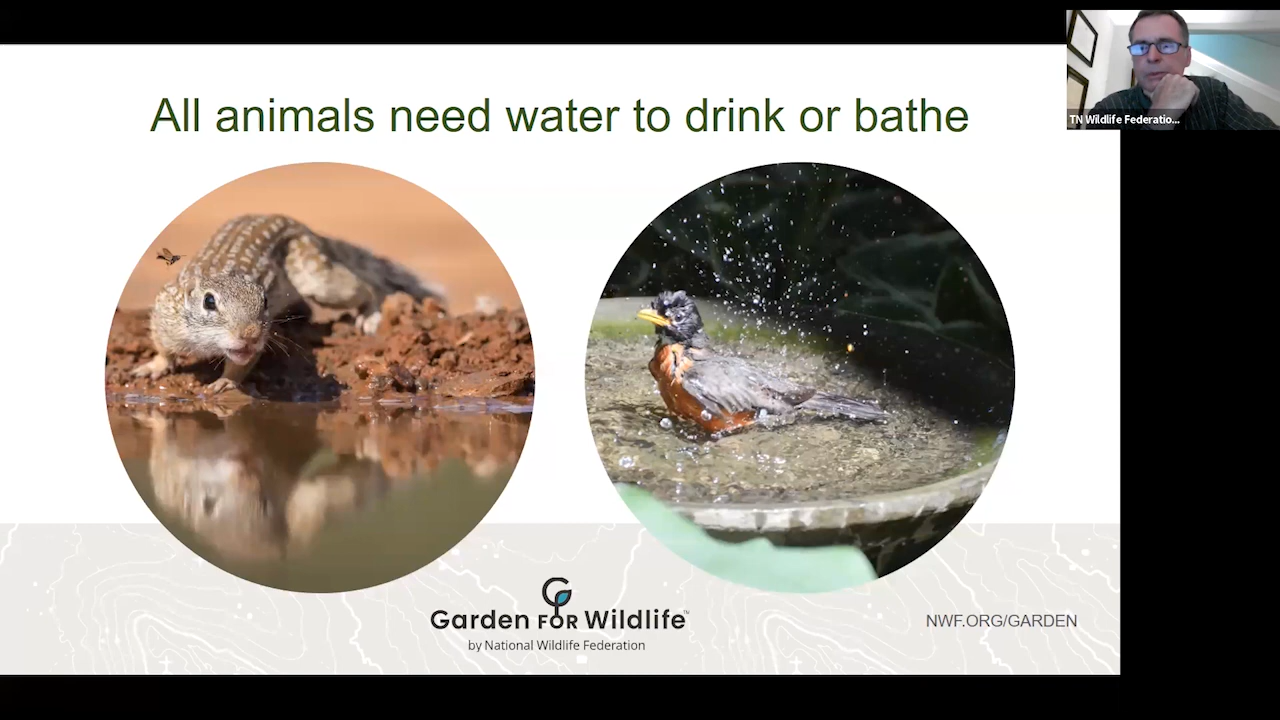 All animals need water to drink or bathe
TN Wildlife Federatio...
Garden FOR Wildlife™
by National Wildlife Federation
NWF.ORG/GARDEN